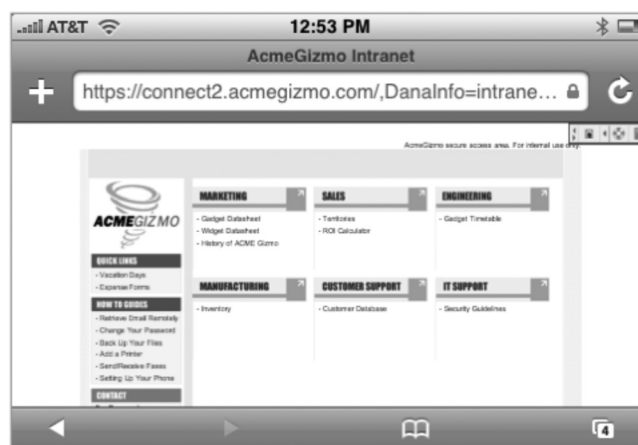 AT&T 12:53 PM
AcmeGizmo Intranet
https://connect2.acmegizmo.com/,DanaInfo=intrane...
AcmeGizmo secure access area. For internal use only.
ACMEGIZMO
QUICK LINKS
- Vacation Days
- Expense Forms
HOW TO GUIDES
- Retrieve Email Remotely
- Change Your Password
- Back Up Your Files
- Add a Printer
- Send/Receive Faxes
- Setting Up Your Phone
CONTACT
MARKETING
- Gadget Datasheet
- Widget Datasheet
- History of ACME Gizmo
SALES
- Territories
- ROI Calculator
ENGINEERING
- Gadget Timetable
MANUFACTURING
- Inventory
CUSTOMER SUPPORT
- Customer Database
IT SUPPORT
- Security Guidelines
4